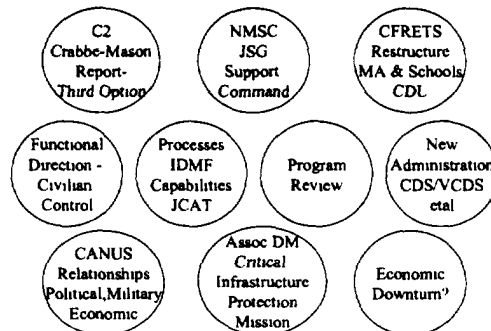 C2
Crabbe-Mason
Report-
Third Option
NMSC
JSG
Support
Command
CFRETS
Restructure
MA & Schools
CDL
Functional
Direction -
Civilian
Control
Processes
IDMF
Capabilities
JCAT
Program
Review
New
Administration
CDS/VCDS
etal
CANUS
Relationships
Political,Military
Economic
Assoc DM
Critical
Infrastructure
Protection
Mission
Economic
Downturn?